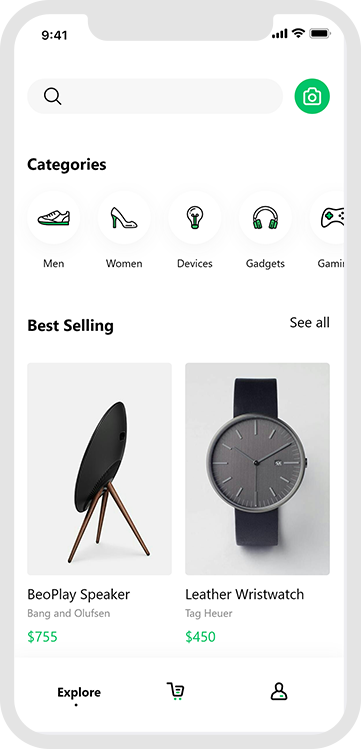 9:41
Categories
Men Women Devices Gadgets Gamin
Best Selling See all
BeoPlay Speaker Leather Wristwatch
Bang and Olufsen Tag Heuer
$755 $450
Explore